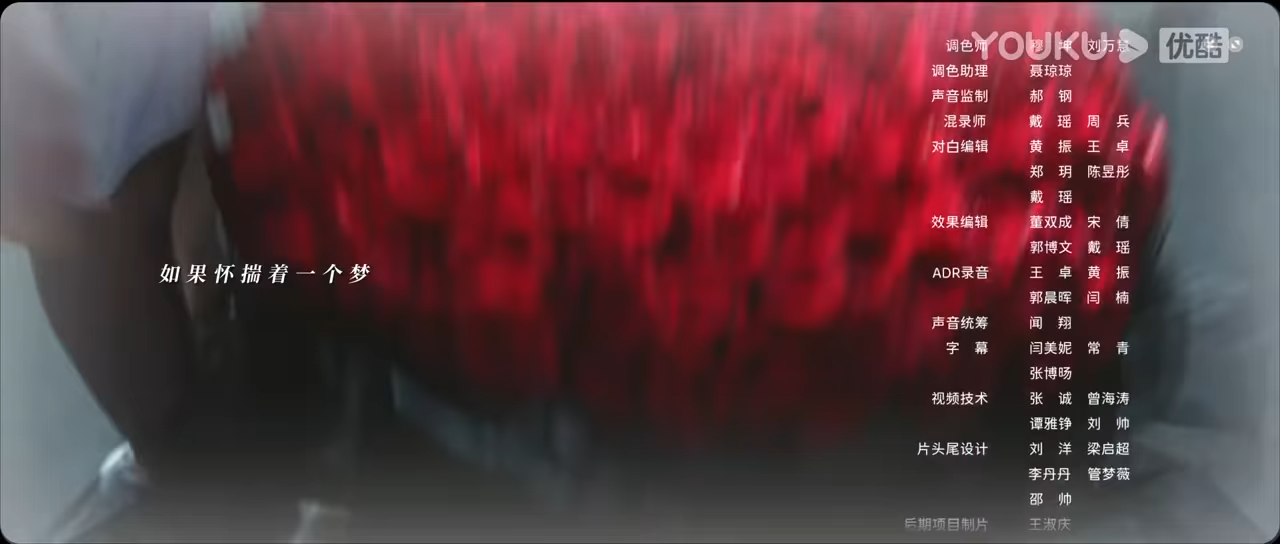 YOUKU 优酷
调色师 穆 坤 刘万意
调色助理 聂琼琼
声音监制 郝 钢
混录师 戴 瑶 周 兵
对白编辑 黄 振 王 卓
郑 玥 陈昱彤
戴 瑶
效果编辑 董双成 宋 倩
郭博文 戴 瑶
如果怀揣着一个梦
ADR录音 王 卓 黄 振
郭晨晖 闫 楠
声音统筹 闻 翔
字 幕 闫美妮 常 青
张博旸
视频技术 张 诚 曾海涛
谭雅铮 刘 帅
片头尾设计 刘 洋 梁启超
李丹丹 管梦薇
邵 帅
后期项目制片 王淑庆